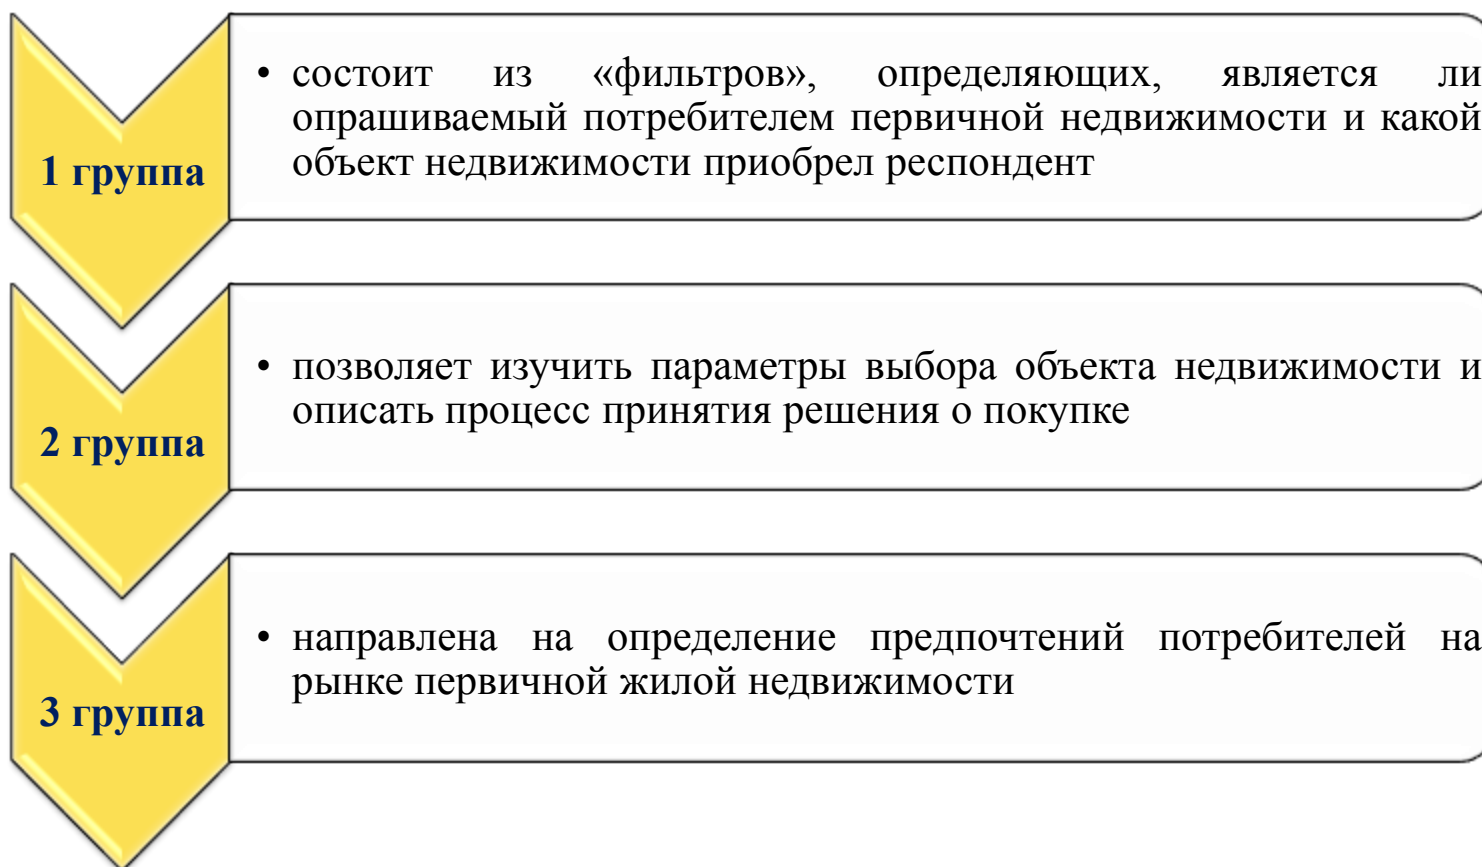 1 группа
• состоит из «фильтров», определяющих, является ли
опрашиваемый потребителем первичной недвижимости и какой
объект недвижимости приобрел респондент
2 группа
• позволяет изучить параметры выбора объекта недвижимости и
описать процесс принятия решения о покупке
3 группа
• направлена на определение предпочтений потребителей на
рынке первичной жилой недвижимости